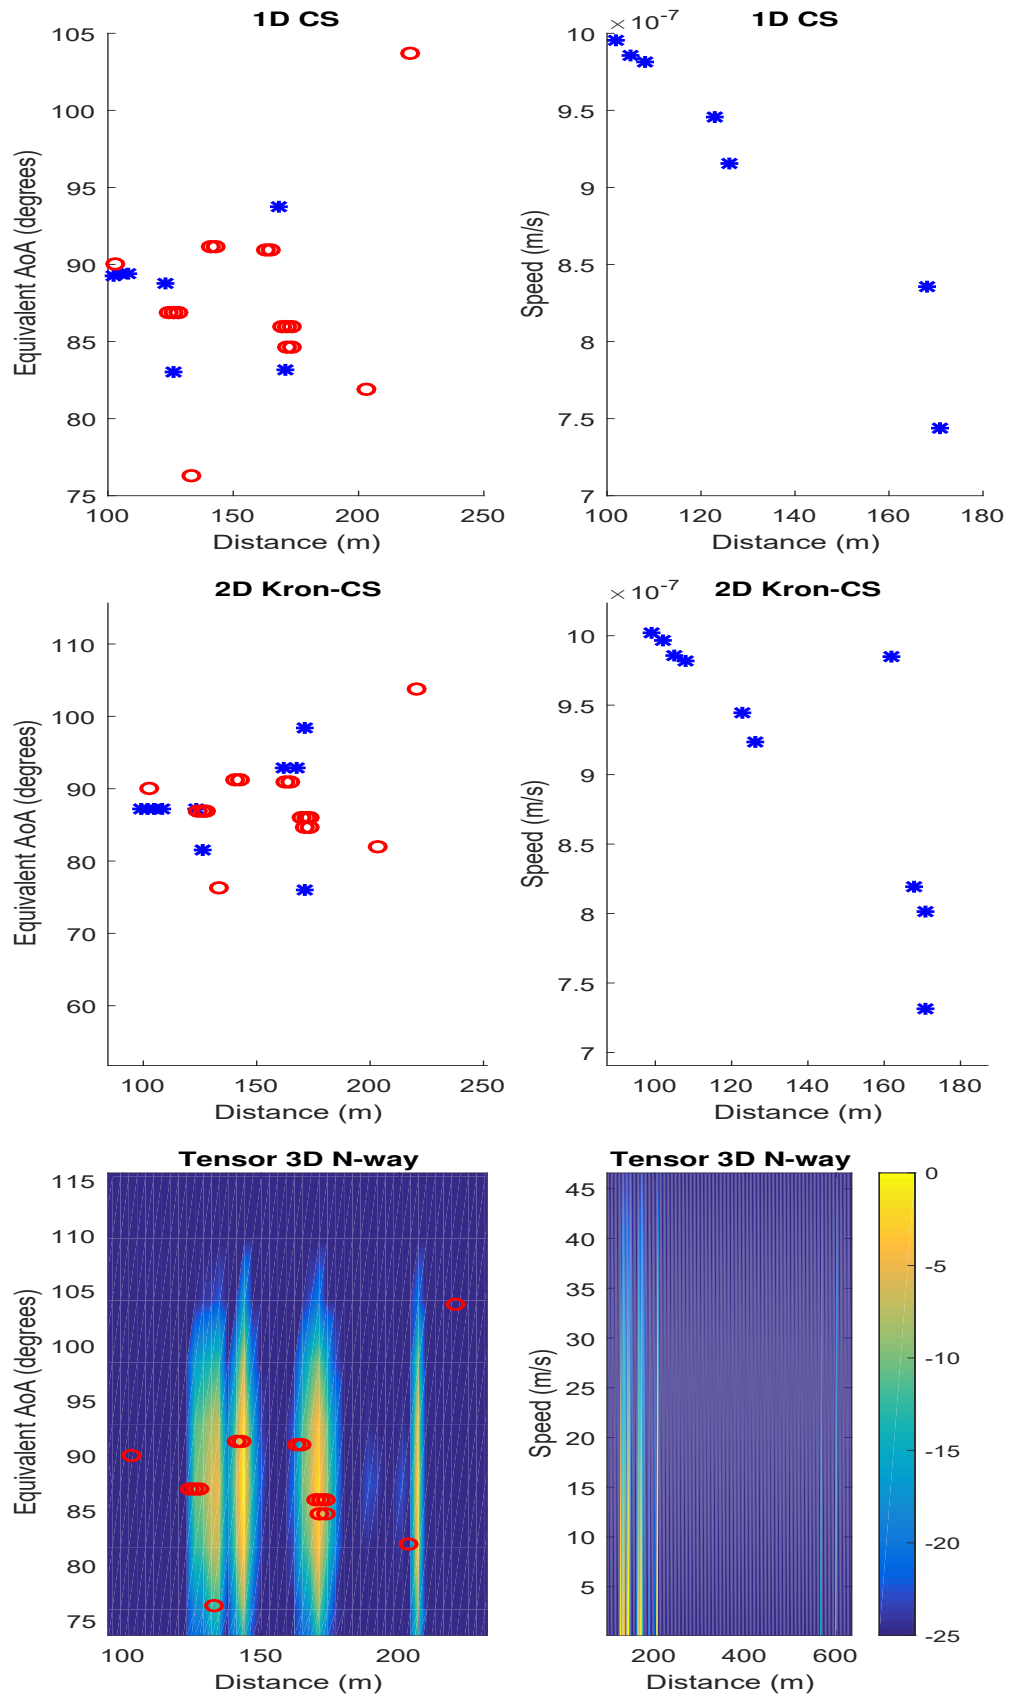 1D CS
105
100
95
90
85
80
75
100 150 200 250
Distance (m)
Equivalent AoA (degrees)
1D CS
× 10^-7
10
9.5
9
8.5
8
7.5
7
100 120 140 160 180
Distance (m)
Speed (m/s)
2D Kron-CS
110
100
90
80
70
60
100 150 200 250
Distance (m)
Equivalent AoA (degrees)
2D Kron-CS
× 10^-7
10
9.5
9
8.5
8
7.5
7
100 120 140 160 180
Distance (m)
Speed (m/s)
Tensor 3D N-way
115
110
105
100
95
90
85
80
75
100 150 200
Distance (m)
Equivalent AoA (degrees)
Tensor 3D N-way
45
40
35
30
25
20
15
10
5
200 400 600
Distance (m)
Speed (m/s)
0
-5
-10
-15
-20
-25